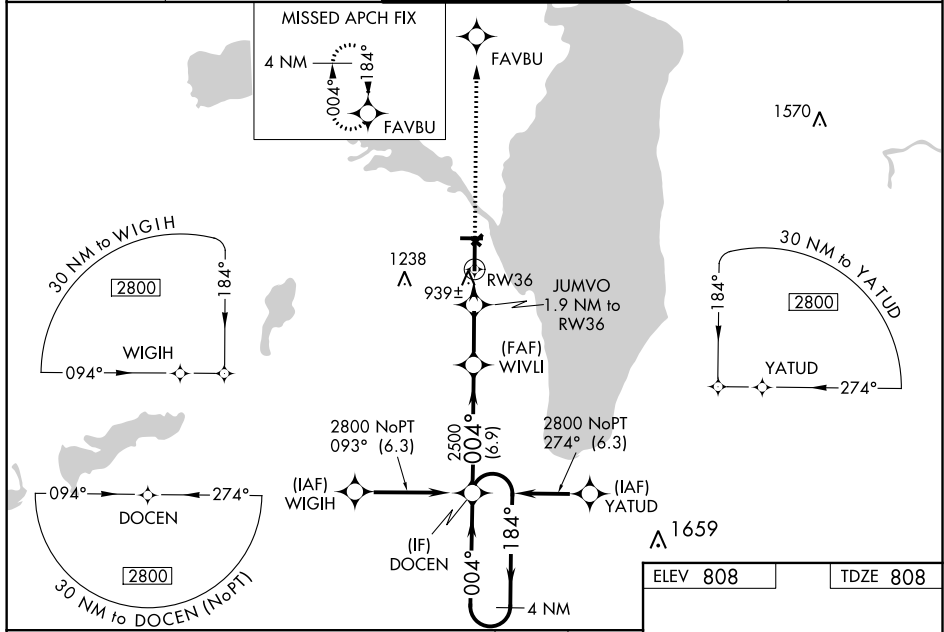 MISSED APCH FIX
4 NM
004°
184°
FAVBU
FAVBU
1570
30 NM to WIGIH
2800
184°
WIGIH
094°
1238
939±
RW36
JUMVO
1.9 NM to
RW36
(FAF)
WIVLI
30 NM to YATUD
2800
184°
YATUD
274°
2800 NoPT
093° (6.3)
2500
004°
(6.9)
2800 NoPT
274° (6.3)
094°
274°
DOCEN
2800
30 NM to DOCEN (NoPT)
(IAF)
WIGIH
(IAF)
YATUD
(IF)
DOCEN
004°
184°
4 NM
1659
ELEV 808
TDZE 808